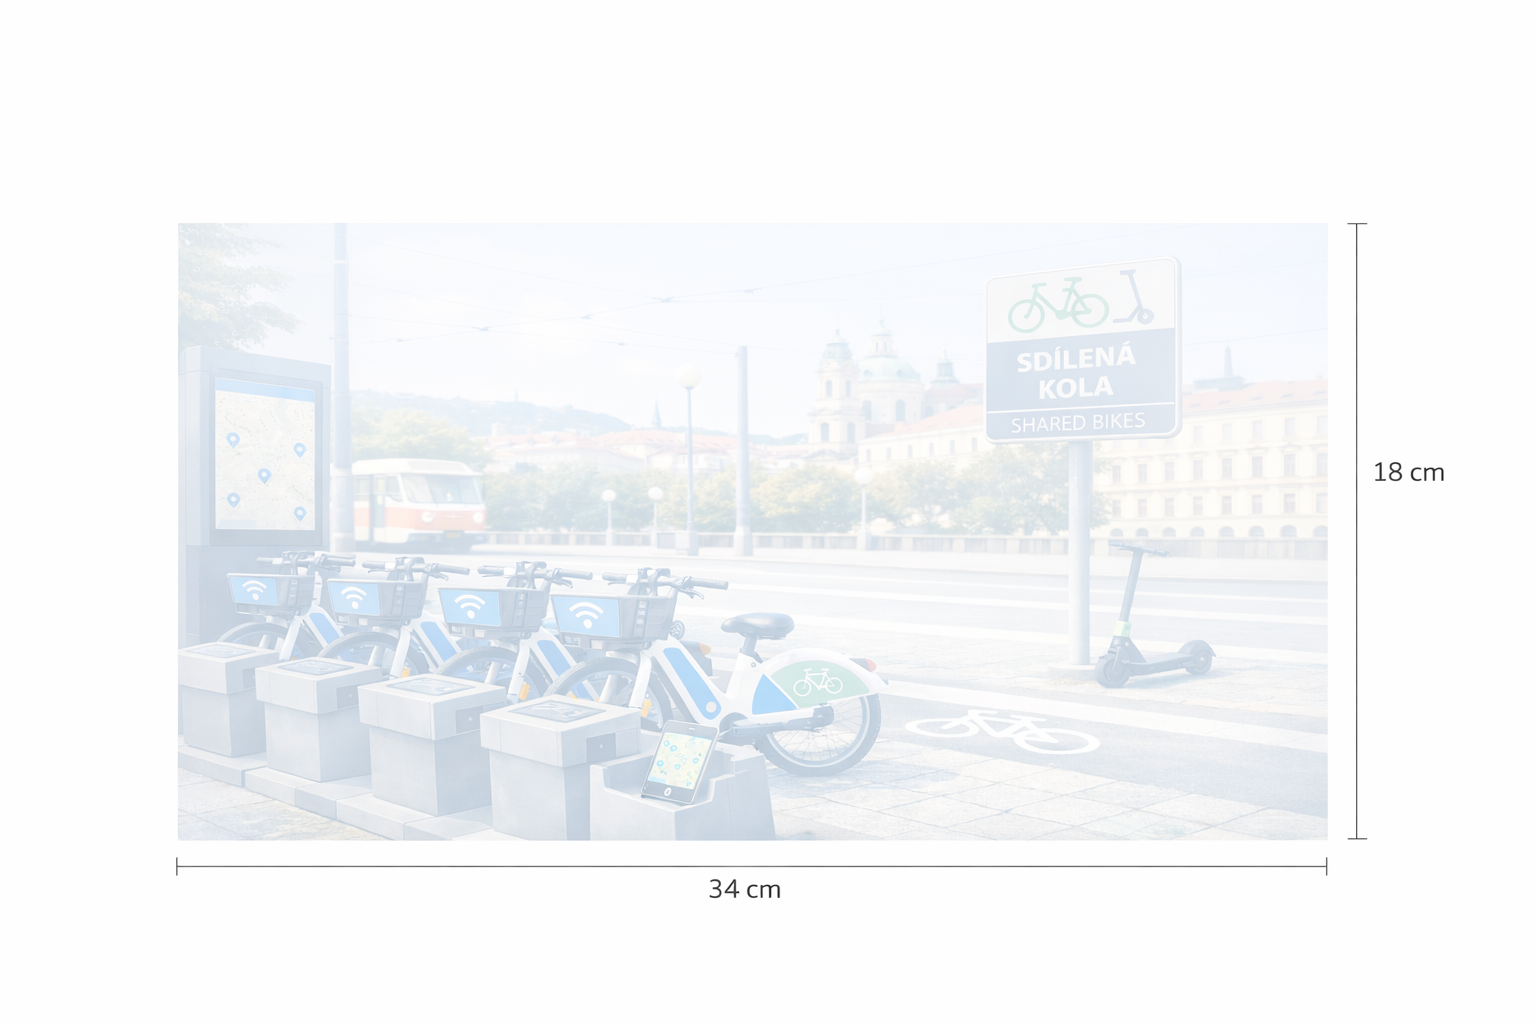 SDÍLENÁ
KOLA
SHARED BIKES
18 cm
34 cm